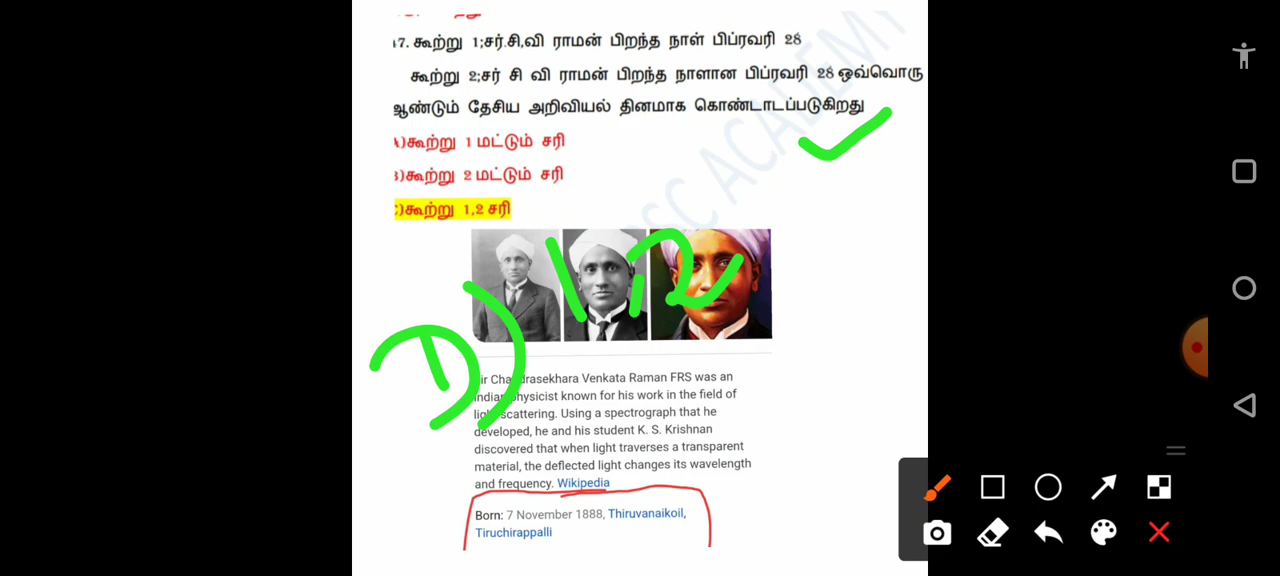 17. கூற்று 1;சர்.சி,வி ராமன் பிறந்த நாள் பிப்ரவரி 28
கூற்று 2;சர் சி வி ராமன் பிறந்த நாளான பிப்ரவரி 28 ஒவ்வொரு
ஆண்டும் தேசிய அறிவியல் தினமாக கொண்டாடப்படுகிறது
A)கூற்று 1 மட்டும் சரி
B)கூற்று 2 மட்டும் சரி
C)கூற்று 1,2 சரி
D) 1,2
Sir Chandrasekhara Venkata Raman FRS was an
Indian physicist known for his work in the field of
light scattering. Using a spectrograph that he
developed, he and his student K. S. Krishnan
discovered that when light traverses a transparent
material, the deflected light changes its wavelength
and frequency. Wikipedia
Born: 7 November 1888, Thiruvanaikoil,
Tiruchirappalli
ACADEMY